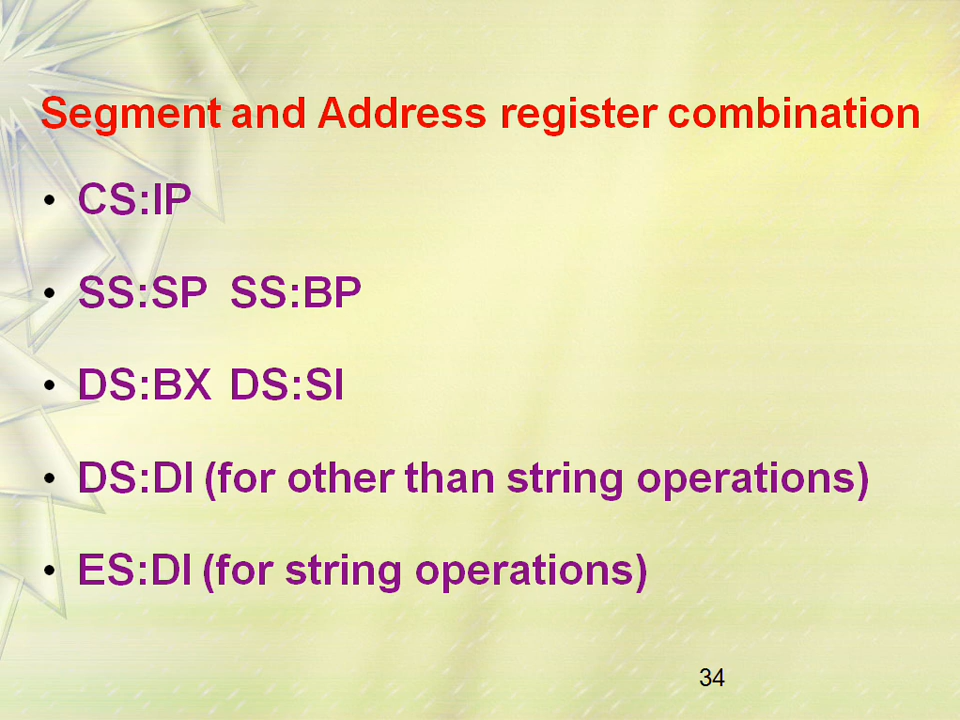 Segment and Address register combination
• CS:IP
• SS:SP SS:BP
• DS:BX DS:SI
• DS:DI (for other than string operations)
• ES:DI (for string operations)
34